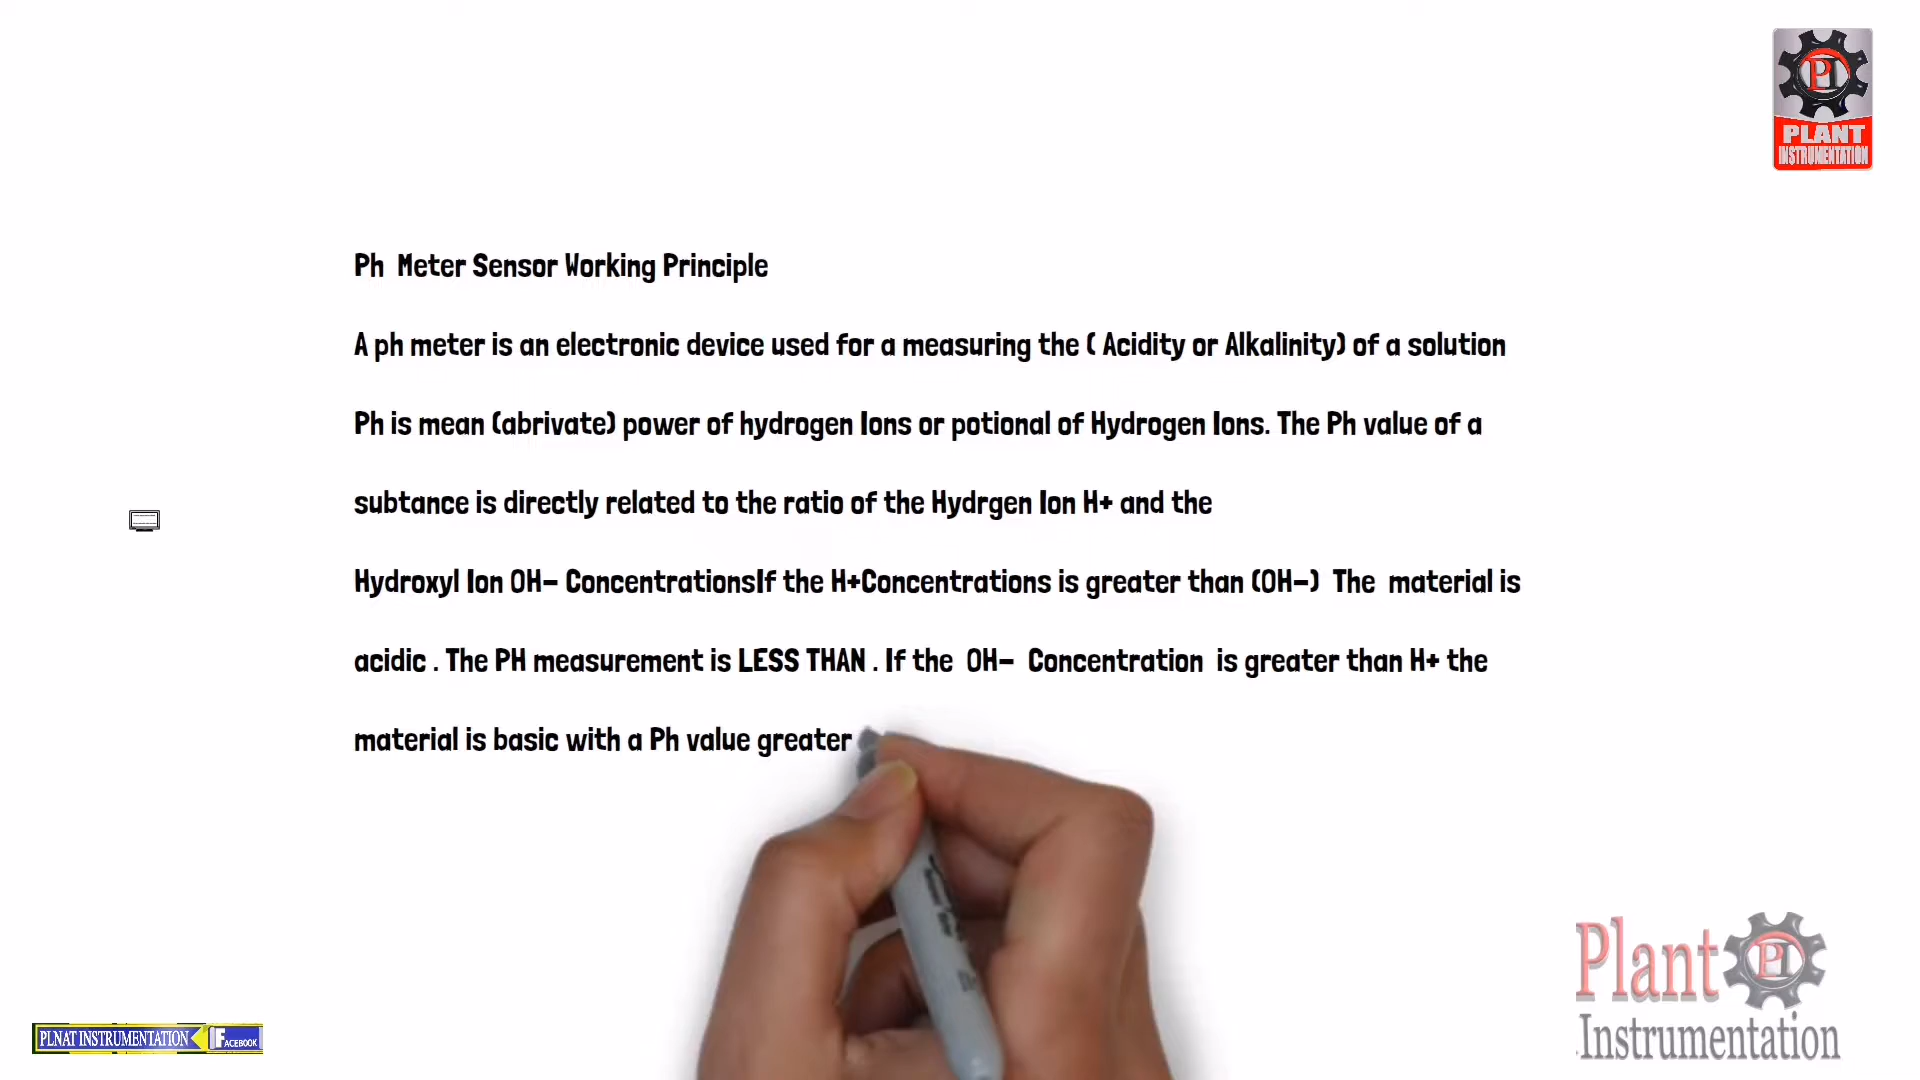 PI
PLANT
INSTRUMENTATION
Ph Meter Sensor Working Principle
A ph meter is an electronic device used for a measuring the ( Acidity or Alkalinity) of a solution
Ph is mean (abrivate) power of hydrogen Ions or potional of Hydrogen Ions. The Ph value of a
subtance is directly related to the ratio of the Hydrgen Ion H+ and the
Hydroxyl Ion OH- ConcentrationsIf the H+Concentrations is greater than (OH-) The material is
acidic . The PH measurement is LESS THAN . If the OH- Concentration is greater than H+ the
material is basic with a Ph value greater
Plant PI
Instrumentation
PLNAT INSTRUMENTATION FACEBOOK